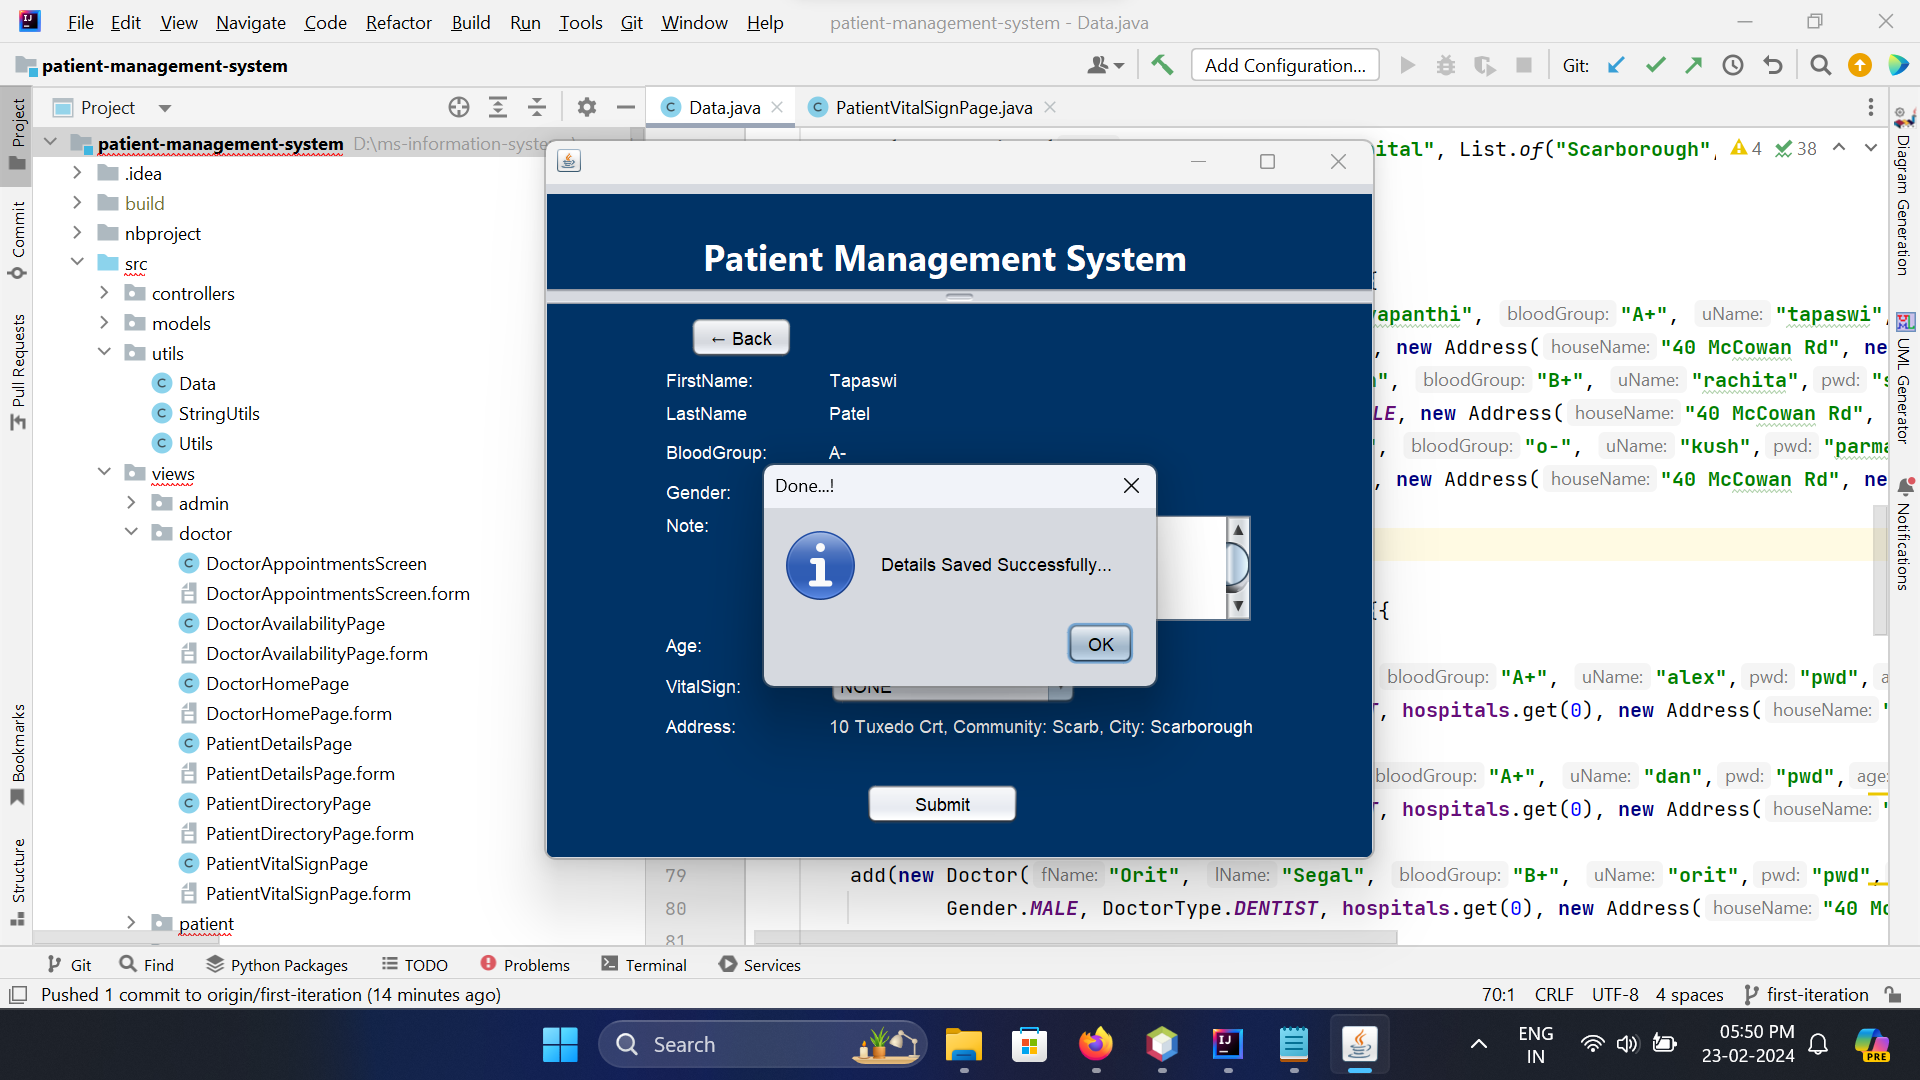 File Edit View Navigate Code Refactor Build Run Tools Git Window Help patient-management-system - Data.java
patient-management-system Add Configuration... Git:
Project Data.java PatientVitalSignPage.java
patient-management-system D:\ms-information-syste
.idea
build
nbproject
src
controllers
models
utils
Data
StringUtils
Utils
views
admin
doctor
DoctorAppointmentsScreen
DoctorAppointmentsScreen.form
DoctorAvailabilityPage
DoctorAvailabilityPage.form
DoctorHomePage
DoctorHomePage.form
PatientDetailsPage
PatientDetailsPage.form
PatientDirectoryPage
PatientDirectoryPage.form
PatientVitalSignPage
PatientVitalSignPage.form
patient
Project
Commit
Pull Requests
Bookmarks
Structure
Patient Management System
← Back
FirstName: Tapaswi
LastName Patel
BloodGroup: A-
Gender:
Note:
Age:
VitalSign: NONE
Address: 10 Tuxedo Crt, Community: Scarb, City: Scarborough
Submit
Done...!
Details Saved Successfully...
OK
ital", List.of("Scarborough", 4 38
{
yapanthi", bloodGroup: "A+", uName: "tapaswi",
, new Address( houseName: "40 McCowan Rd", ne
", bloodGroup: "B+", uName: "rachita", pwd: "s
LE, new Address( houseName: "40 McCowan Rd",
", bloodGroup: "o-", uName: "kush", pwd: "parma
, new Address( houseName: "40 McCowan Rd", ne
{{
bloodGroup: "A+", uName: "alex", pwd: "pwd", a
, hospitals.get(0), new Address( houseName: "
bloodGroup: "A+", uName: "dan", pwd: "pwd", age:
, hospitals.get(0), new Address( houseName: "
79 add(new Doctor( fName: "Orit", lName: "Segal", bloodGroup: "B+", uName: "orit", pwd: "pwd",
80 Gender.MALE, DoctorType.DENTIST, hospitals.get(0), new Address( houseName: "40 Mc
81
Diagram Generation
UML Generator
Notifications
Git Find Python Packages TODO Problems Terminal Services
Pushed 1 commit to origin/first-iteration (14 minutes ago) 70:1 CRLF UTF-8 4 spaces first-iteration
Search
ENG
IN
05:50 PM
23-02-2024
PRE